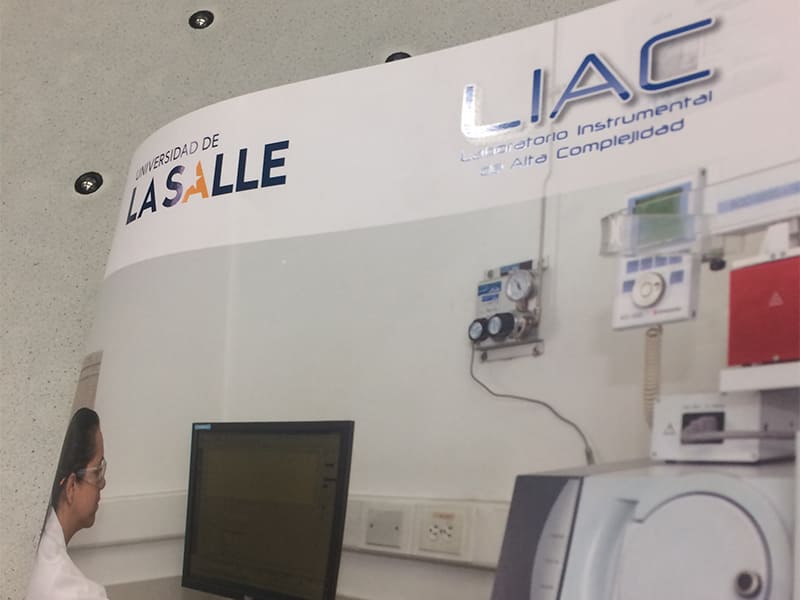 UNIVERSIDAD DE
LA SALLE
LIAC
Laboratorio Instrumental
de Alta Complejidad